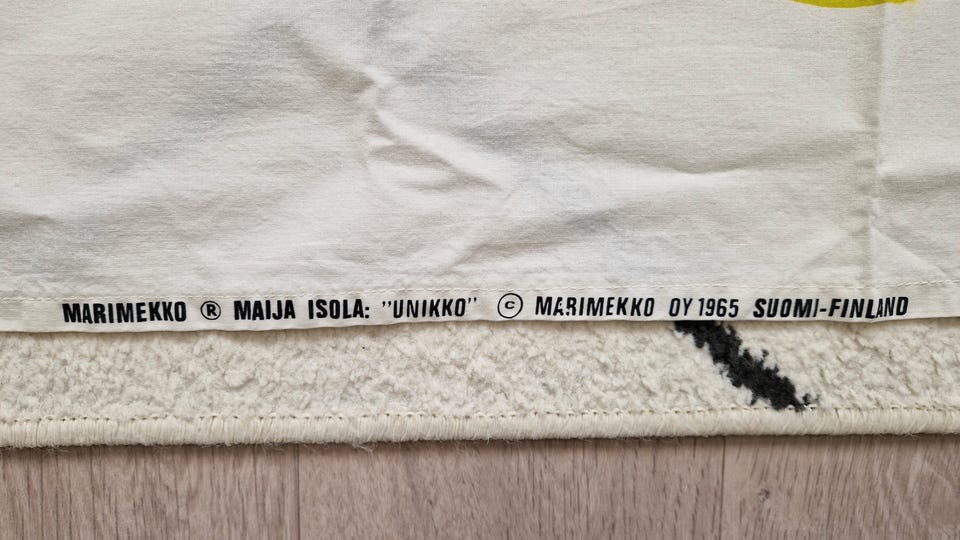 MARIMEKKO ® MAIJA ISOLA: "UNIKKO" © MARIMEKKO OY 1965 SUOMI-FINLAND